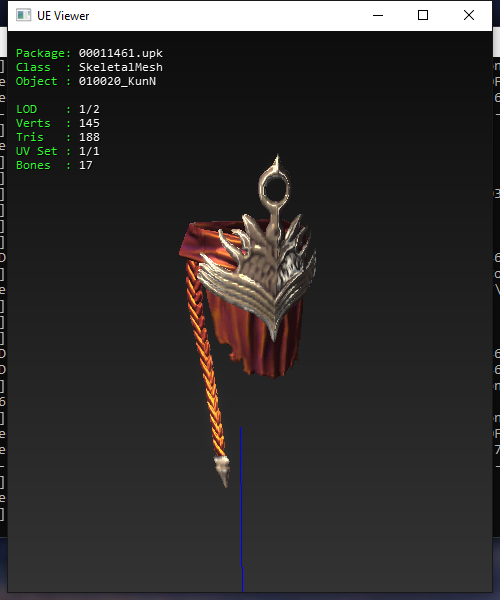 UE Viewer
Package: 00011461.upk
Class : SkeletalMesh
Object : 010020_KunN
LOD : 1/2
Verts : 145
Tris : 188
UV Set : 1/1
Bones : 17